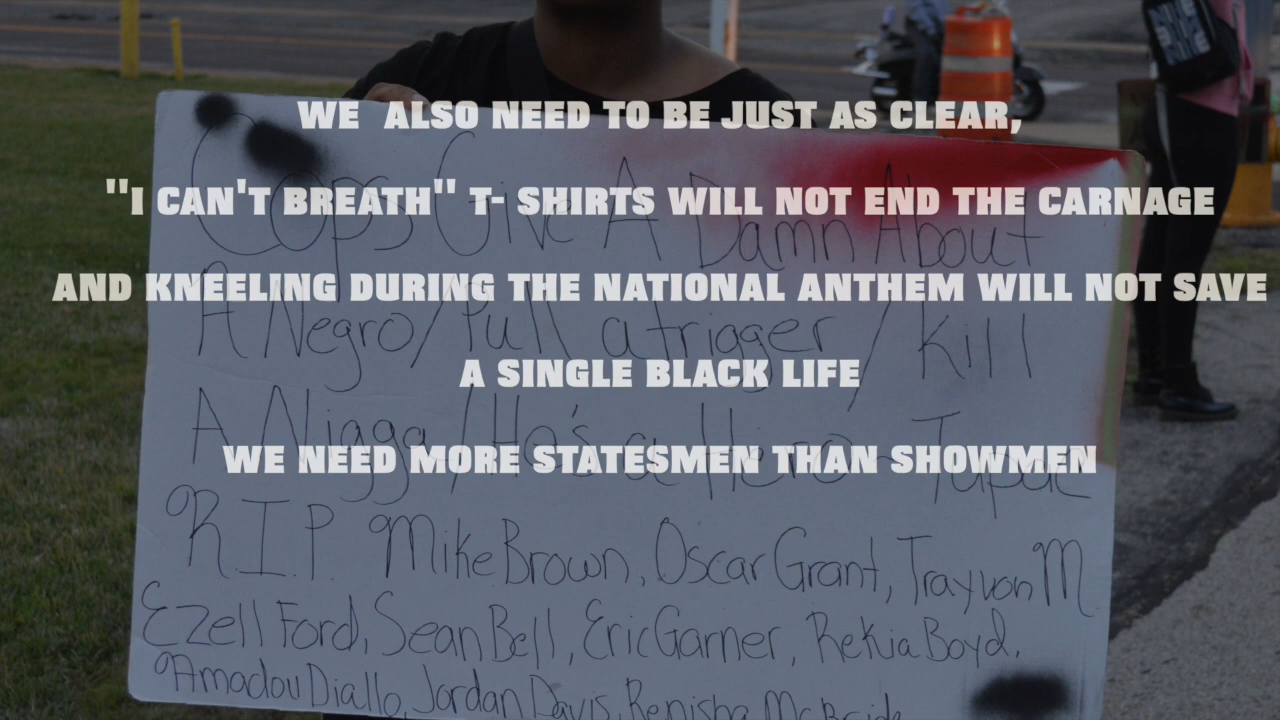 WE ALSO NEED TO BE JUST AS CLEAR,
"I CAN'T BREATH" T- SHIRTS WILL NOT END THE CARNAGE
AND KNEELING DURING THE NATIONAL ANTHEM WILL NOT SAVE
A SINGLE BLACK LIFE
WE NEED MORE STATESMEN THAN SHOWMEN
Cops Give A Damn About
A Negro/Pull a trigger/Kill
A Nigga/He's a Hero - Tupac
R.I.P. Mike Brown, Oscar Grant, Trayvon M.
Ezell Ford, Sean Bell, Eric Garner, Rekia Boyd,
Amadou Diallo, Jordan Davis, Renisha McBride